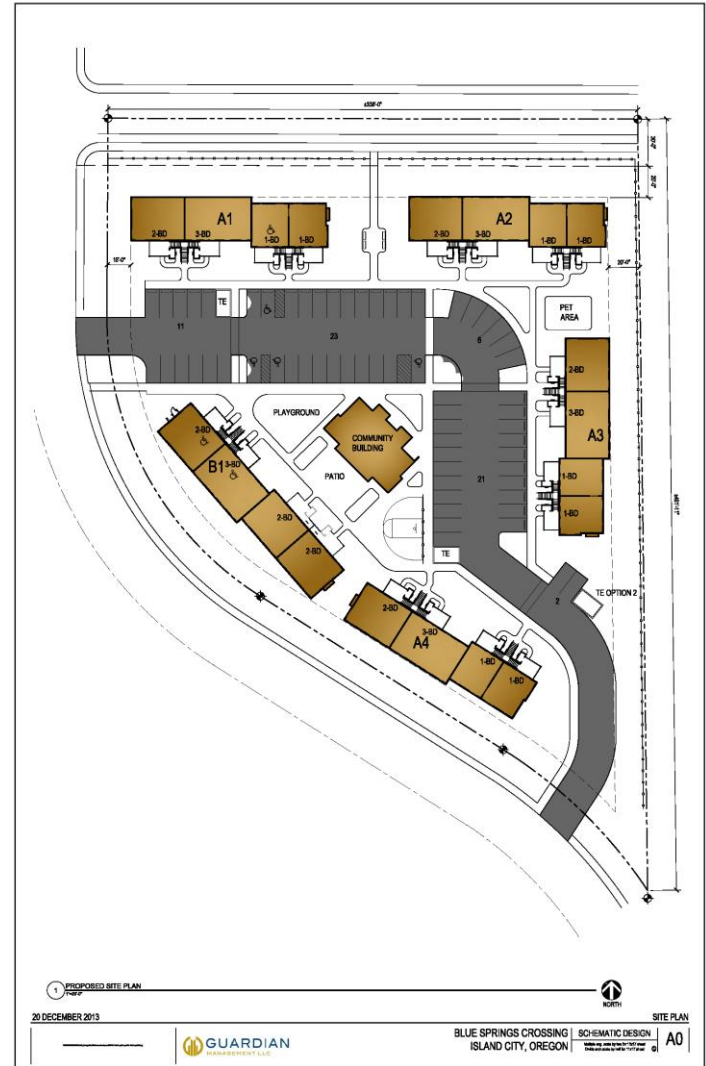 A1
A2
2-BD
3-BD
1-BD
1-BD
2-BD
3-BD
1-BD
1-BD
20'-0"
TE
PET
AREA
11
23
6
2-BD
3-BD
A3
PLAYGROUND
COMMUNITY
BUILDING
2-BD
B1
3-BD
PATIO
2-BD
2-BD
21
1-BD
1-BD
TE
TE OPTION 2
2
2-BD
3-BD
A4
1-BD
1-BD
1 PROPOSED SITE PLAN
NORTH
20 DECEMBER 2013
SITE PLAN
GUARDIAN
MANAGEMENT LLC
BLUE SPRINGS CROSSING
ISLAND CITY, OREGON
SCHEMATIC DESIGN
A0